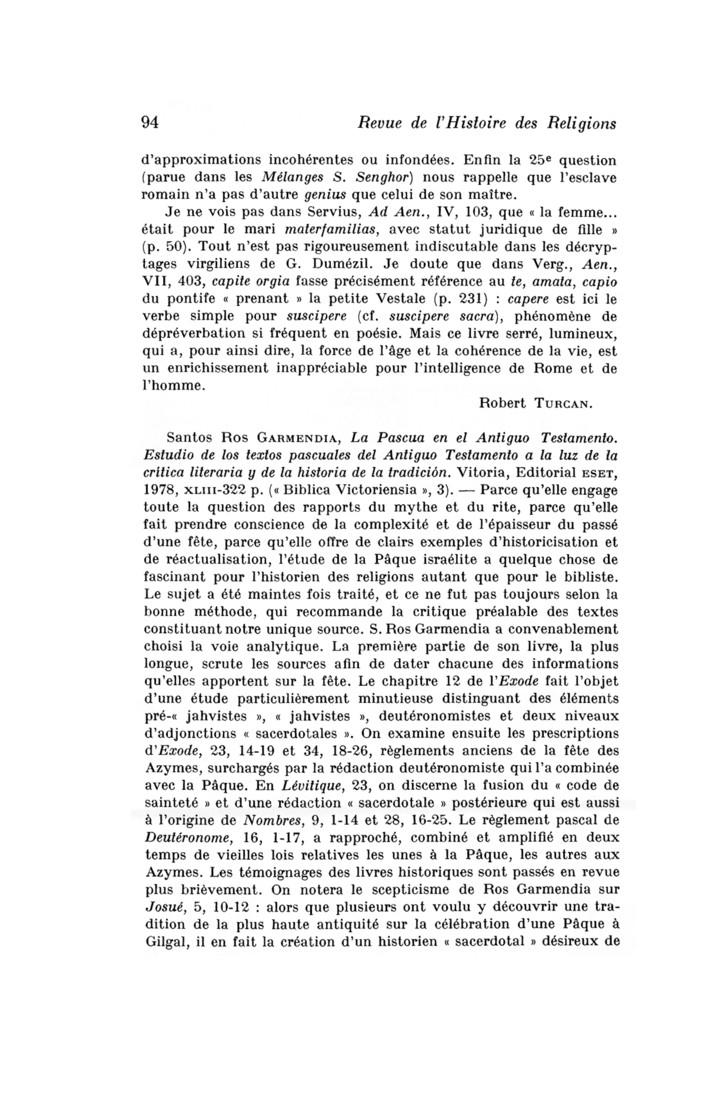 94 Revue de l'Histoire des Religions
d'approximations incohérentes ou infondées. Enfin la 25e question
(parue dans les Mélanges S. Senghor) nous rappelle que l'esclave
romain n'a pas d'autre genius que celui de son maître.
Je ne vois pas dans Servius, Ad Aen., IV, 103, que « la femme...
était pour le mari materfamilias, avec statut juridique de fille »
(p. 50). Tout n'est pas rigoureusement indiscutable dans les décryp-
tages virgiliens de G. Dumézil. Je doute que dans Verg., Aen.,
VII, 403, capite orgia fasse précisément référence au te, amata, capio
du pontife « prenant » la petite Vestale (p. 231) : capere est ici le
verbe simple pour suscipere (cf. suscipere sacra), phénomène de
dépréverbation si fréquent en poésie. Mais ce livre serré, lumineux,
qui a, pour ainsi dire, la force de l'âge et la cohérence de la vie, est
un enrichissement inappréciable pour l'intelligence de Rome et de
l'homme.
Robert TURCAN.
Santos Ros GARMENDIA, La Pascua en el Antiguo Testamento.
Estudio de los textos pascuales del Antiguo Testamento a la luz de la
critica literaria y de la historia de la tradición. Vitoria, Editorial ESET,
1978, XLIII-322 p. (« Biblica Victoriensia », 3). — Parce qu'elle engage
toute la question des rapports du mythe et du rite, parce qu'elle
fait prendre conscience de la complexité et de l'épaisseur du passé
d'une fête, parce qu'elle offre de clairs exemples d'historicisation et
de réactualisation, l'étude de la Pâque israélite a quelque chose de
fascinant pour l'historien des religions autant que pour le bibliste.
Le sujet a été maintes fois traité, et ce ne fut pas toujours selon la
bonne méthode, qui recommande la critique préalable des textes
constituant notre unique source. S. Ros Garmendia a convenablement
choisi la voie analytique. La première partie de son livre, la plus
longue, scrute les sources afin de dater chacune des informations
qu'elles apportent sur la fête. Le chapitre 12 de l'Exode fait l'objet
d'une étude particulièrement minutieuse distinguant des éléments
pré-« jahvistes », « jahvistes », deutéronomistes et deux niveaux
d'adjonctions « sacerdotales ». On examine ensuite les prescriptions
d'Exode, 23, 14-19 et 34, 18-26, règlements anciens de la fête des
Azymes, surchargés par la rédaction deutéronomiste qui l'a combinée
avec la Pâque. En Lévitique, 23, on discerne la fusion du « code de
sainteté » et d'une rédaction « sacerdotale » postérieure qui est aussi
à l'origine de Nombres, 9, 1-14 et 28, 16-25. Le règlement pascal de
Deutéronome, 16, 1-17, a rapproché, combiné et amplifié en deux
temps de vieilles lois relatives les unes à la Pâque, les autres aux
Azymes. Les témoignages des livres historiques sont passés en revue
plus brièvement. On notera le scepticisme de Ros Garmendia sur
Josué, 5, 10-12 : alors que plusieurs ont voulu y découvrir une tra-
dition de la plus haute antiquité sur la célébration d'une Pâque à
Gilgal, il en fait la création d'un historien « sacerdotal » désireux de